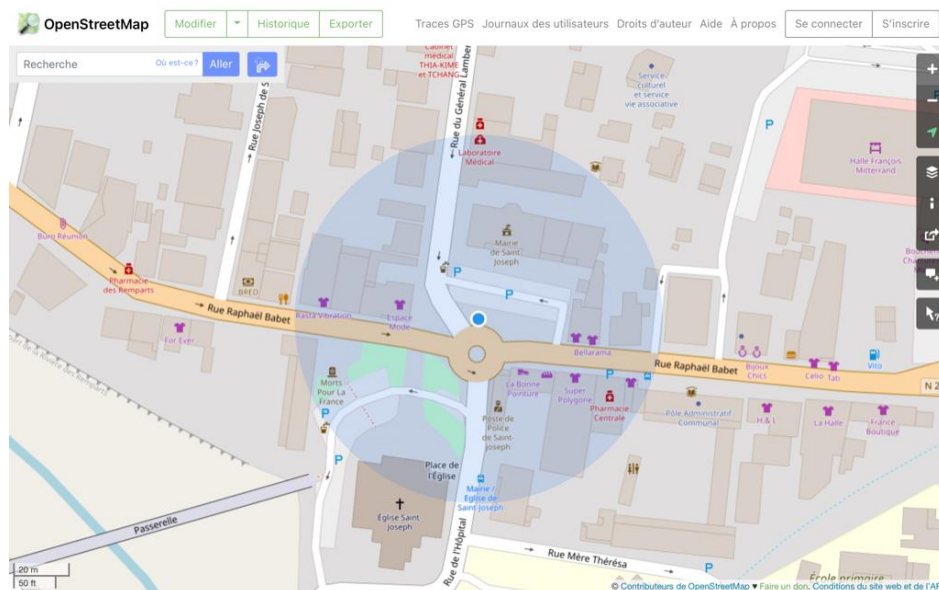 OpenStreetMap
Modifier
Historique
Exporter
Traces GPS
Journaux des utilisateurs
Droits d'auteur
Aide
À propos
Se connecter
S'inscrire
Recherche
Où est-ce?
Aller
Cabinet
médical
THIA-KIME
et TCHANG
Rue Joseph de S
Rue du Général Lamber
Service
culturel
et service
vie associative
P
P
Laboratoire
Médical
Halle François
Mitterrand
Buro Réunion
Mairie
de Saint-
Joseph
Pharmacie
des Remparts
BRED
P
P
Rue Raphaël Babet
Rasta Vibration
Espace
Mode
For Ever
Bellarama
Rue Raphaël Babet
Bijoux
Chics
Celio
Tati
Vito
N 2
Morts
Pour La
France
La Bonne
Pointure
Super
Polygone
P
Pharmacie
Centrale
Pôle Administratif
Communal
H & L
La Halle
France
Boutique
P
Poste de
Police
de Saint-
Joseph
P
Place de
l'Église
Mairie /
Eglise de
Saint-Joseph
Église Saint
Joseph
Passerelle
Rue de l'Hôpital
Rue Mère Thérésa
P
École primaire
20 m
50 ft
© Contributeurs de OpenStreetMap ♥ Faire un don. Conditions du site web et de l'AP